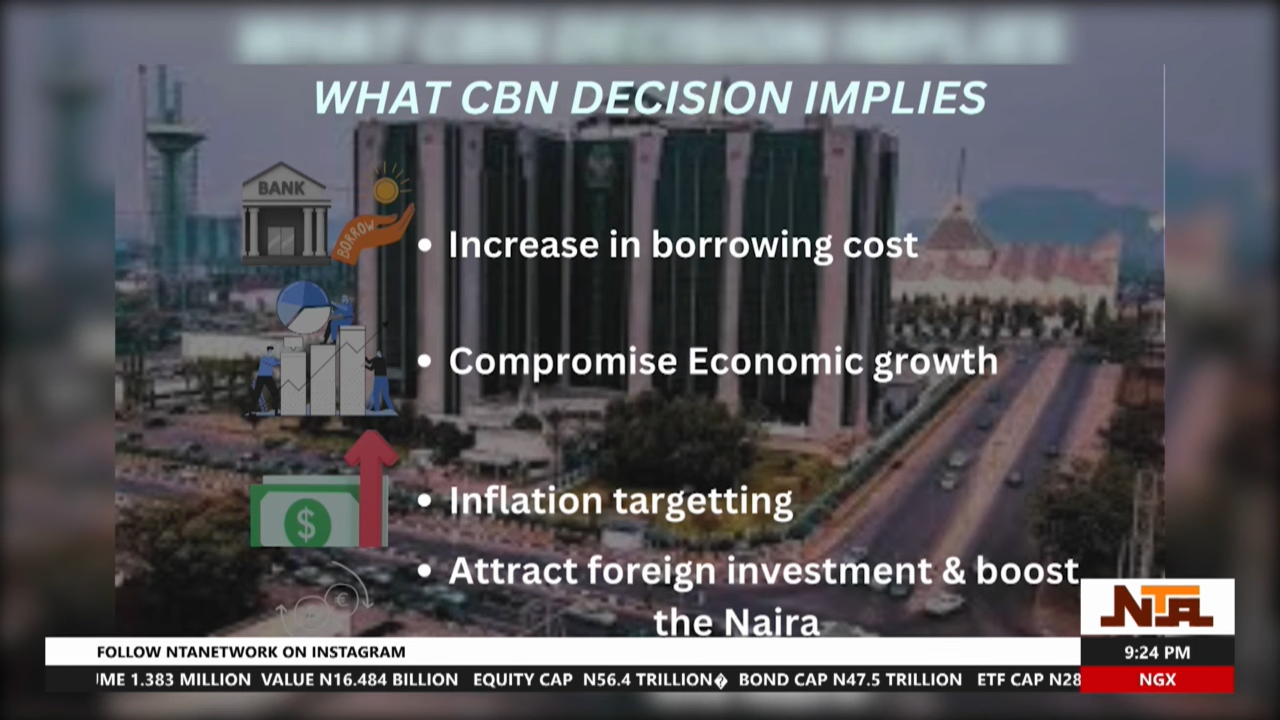 WHAT CBN DECISION IMPLIES
BANK
BORROW
• Increase in borrowing cost
• Compromise Economic growth
$
• Inflation targetting
• Attract foreign investment & boost
the Naira
€
NTA
FOLLOW NTANETWORK ON INSTAGRAM
9:24 PM
ME 1.383 MILLION VALUE N16.484 BILLION EQUITY CAP N56.4 TRILLION� BOND CAP N47.5 TRILLION ETF CAP N28
NGX